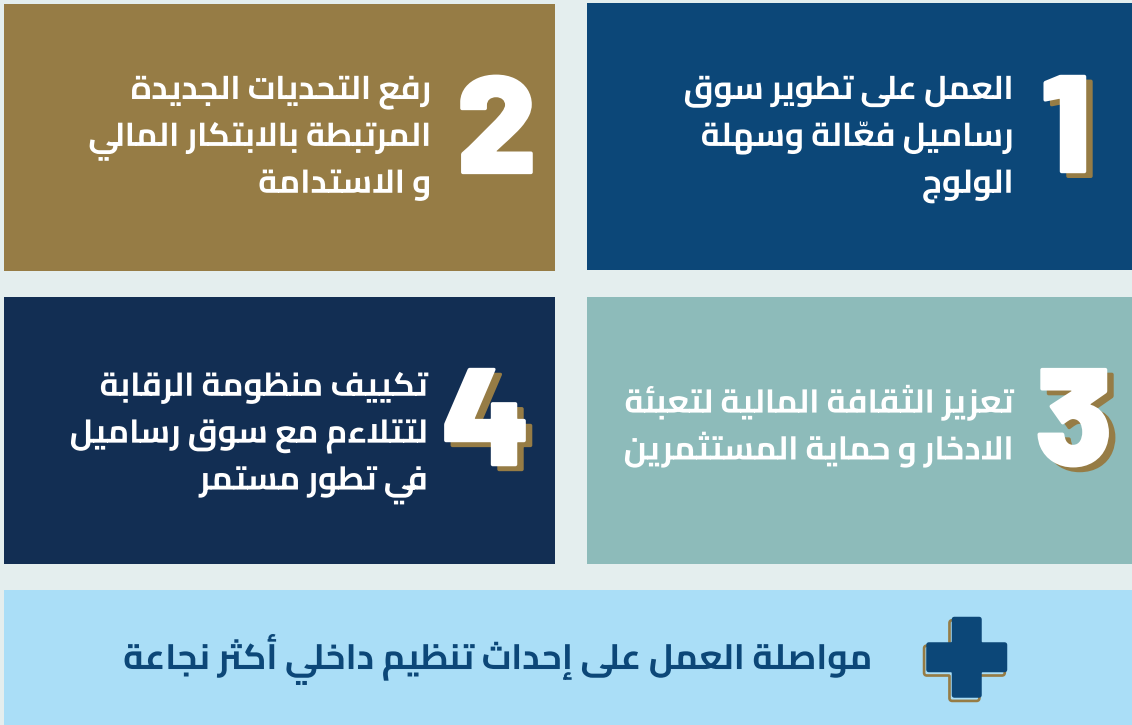 1
العمل على تطوير سوق
رساميل فعّالة وسهلة
الولوج
2
رفع التحديات الجديدة
المرتبطة بالابتكار المالي
و الاستدامة
3
تعزيز الثقافة المالية لتعبئة
الادخار و حماية المستثمرين
4
تكييف منظومة الرقابة
لتتلاءم مع سوق رساميل
في تطور مستمر
مواصلة العمل على إحداث تنظيم داخلي أكثر نجاعة